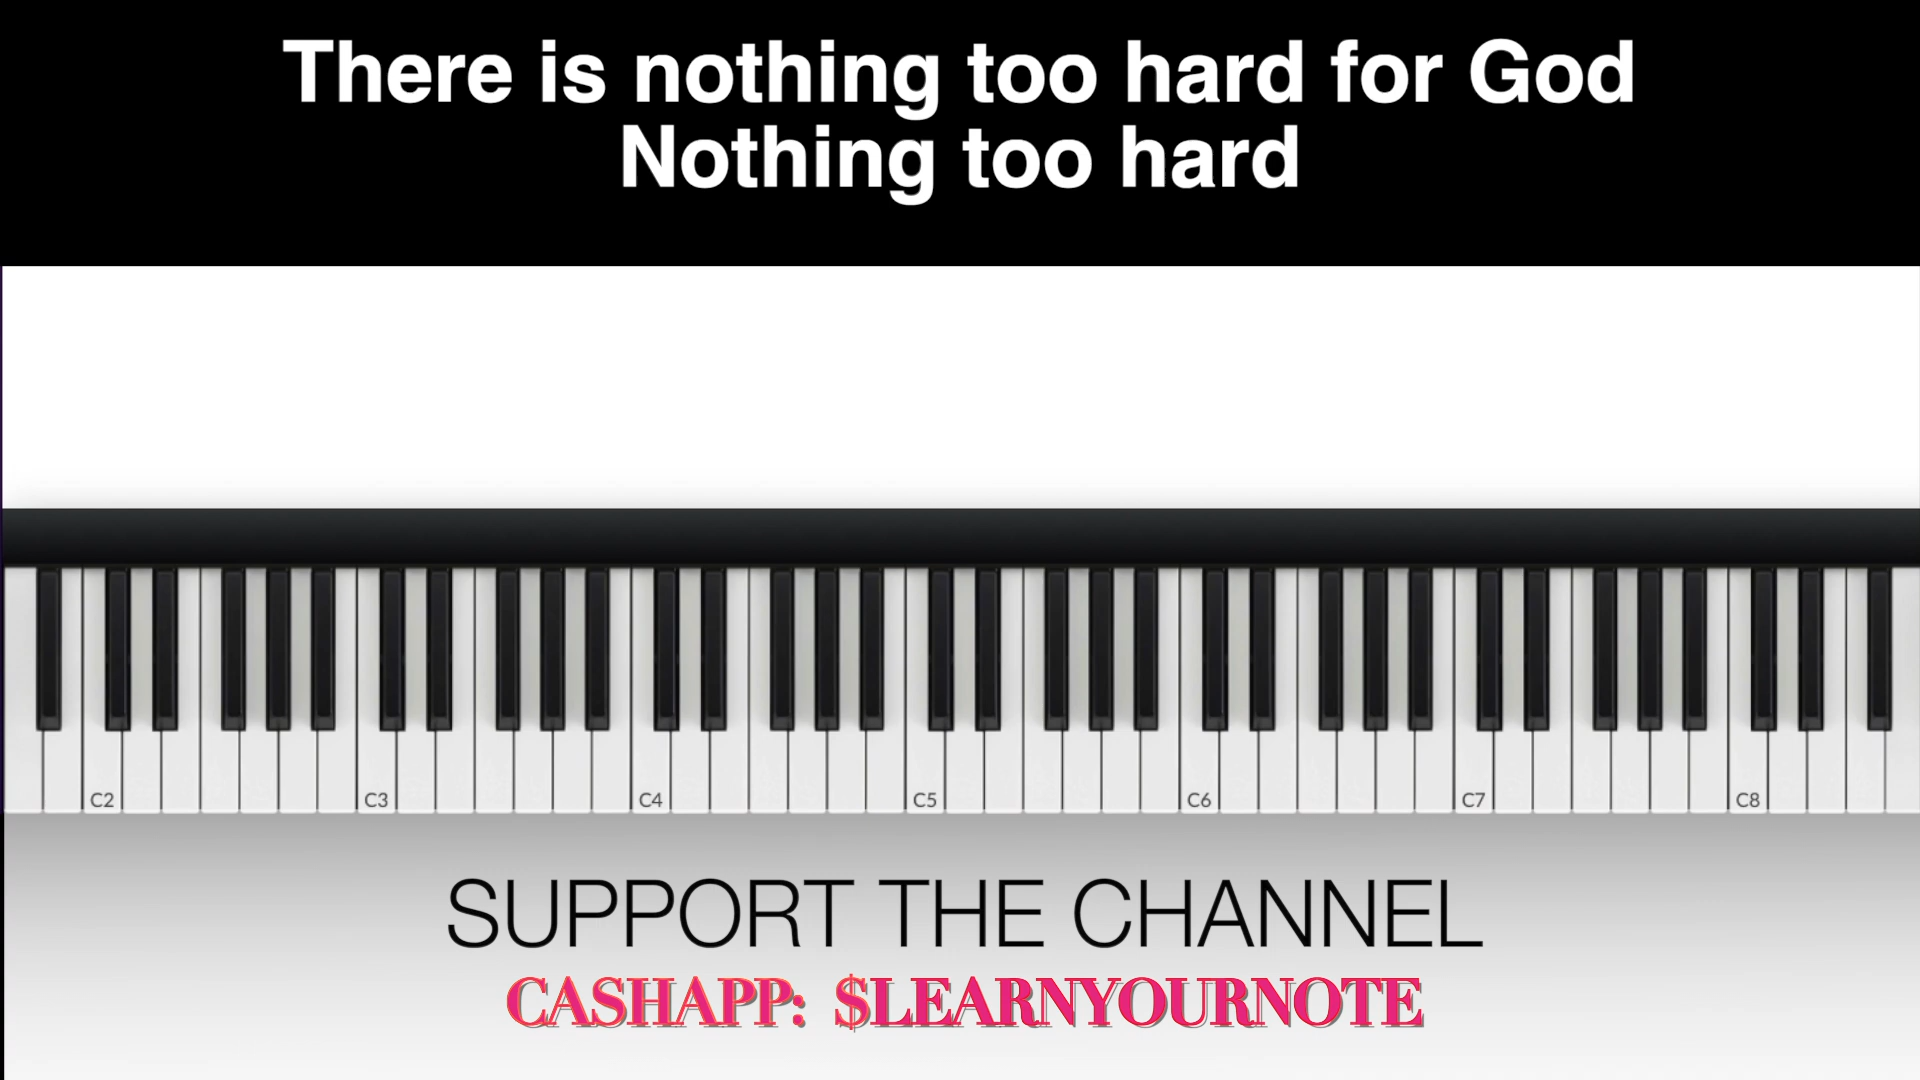 There is nothing too hard for God
Nothing too hard
C2 C3 C4 C5 C6 C7 C8
SUPPORT THE CHANNEL
CASHAPP: $LEARNYOURNOTE